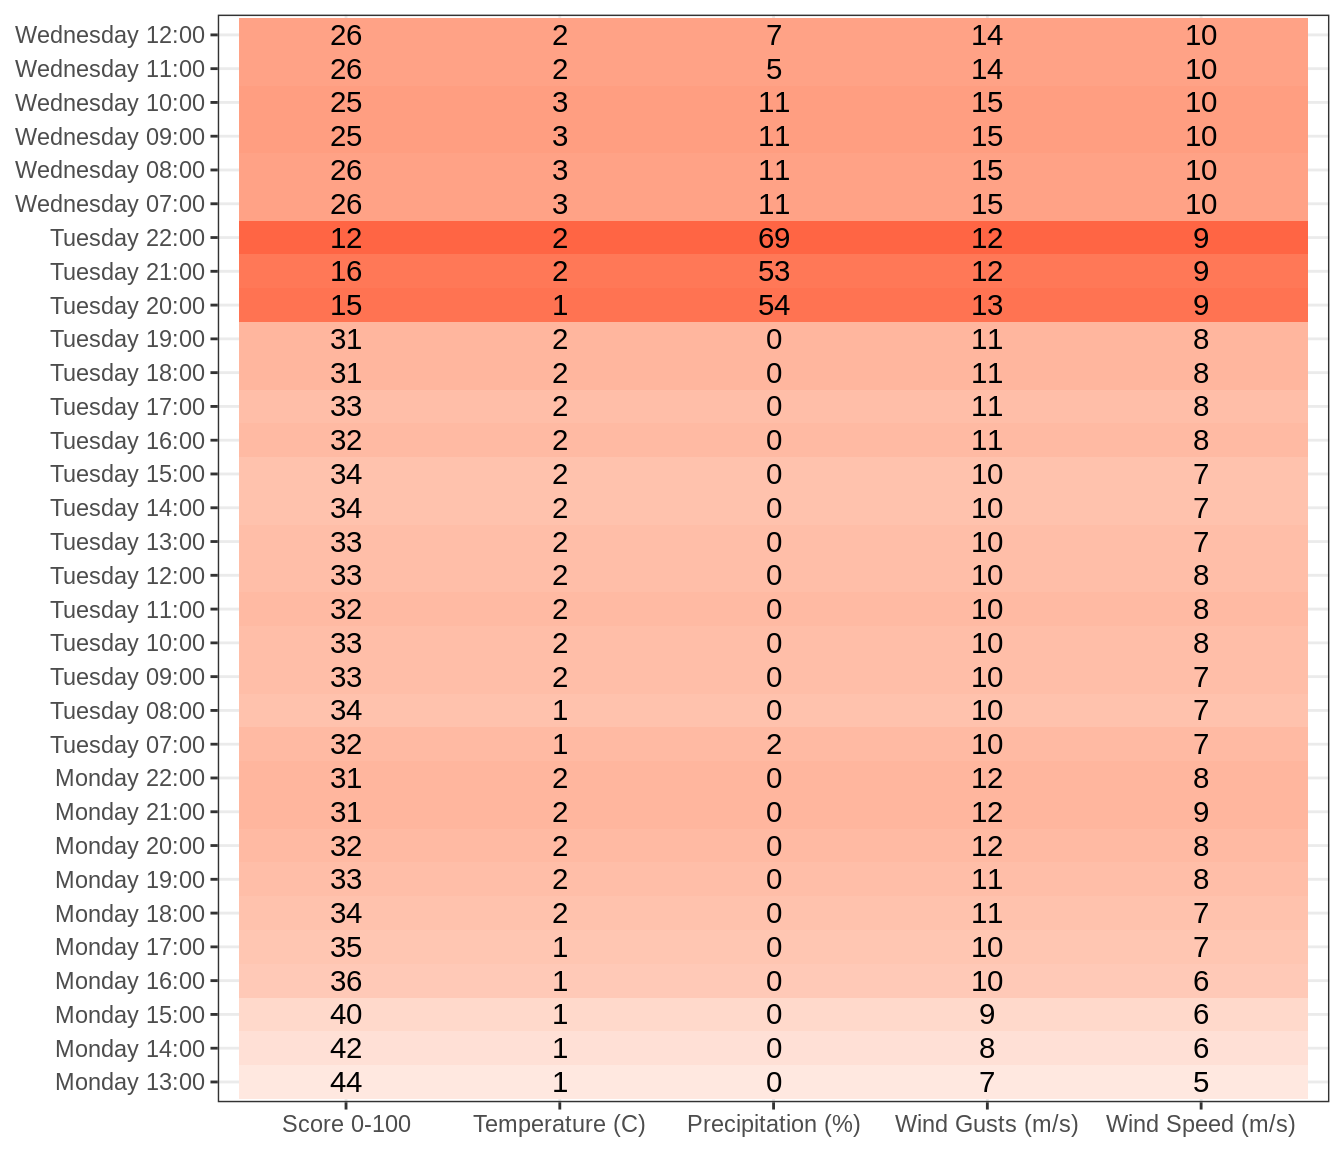 Wednesday 12:00 26 2 7 14 10
Wednesday 11:00 26 2 5 14 10
Wednesday 10:00 25 3 11 15 10
Wednesday 09:00 25 3 11 15 10
Wednesday 08:00 26 3 11 15 10
Wednesday 07:00 26 3 11 15 10
Tuesday 22:00 12 2 69 12 9
Tuesday 21:00 16 2 53 12 9
Tuesday 20:00 15 1 54 13 9
Tuesday 19:00 31 2 0 11 8
Tuesday 18:00 31 2 0 11 8
Tuesday 17:00 33 2 0 11 8
Tuesday 16:00 32 2 0 11 8
Tuesday 15:00 34 2 0 10 7
Tuesday 14:00 34 2 0 10 7
Tuesday 13:00 33 2 0 10 7
Tuesday 12:00 33 2 0 10 8
Tuesday 11:00 32 2 0 10 8
Tuesday 10:00 33 2 0 10 8
Tuesday 09:00 33 2 0 10 7
Tuesday 08:00 34 1 0 10 7
Tuesday 07:00 32 1 2 10 7
Monday 22:00 31 2 0 12 8
Monday 21:00 31 2 0 12 9
Monday 20:00 32 2 0 12 8
Monday 19:00 33 2 0 11 8
Monday 18:00 34 2 0 11 7
Monday 17:00 35 1 0 10 7
Monday 16:00 36 1 0 10 6
Monday 15:00 40 1 0 9 6
Monday 14:00 42 1 0 8 6
Monday 13:00 44 1 0 7 5
Score 0-100 Temperature (C) Precipitation (%) Wind Gusts (m/s) Wind Speed (m/s)